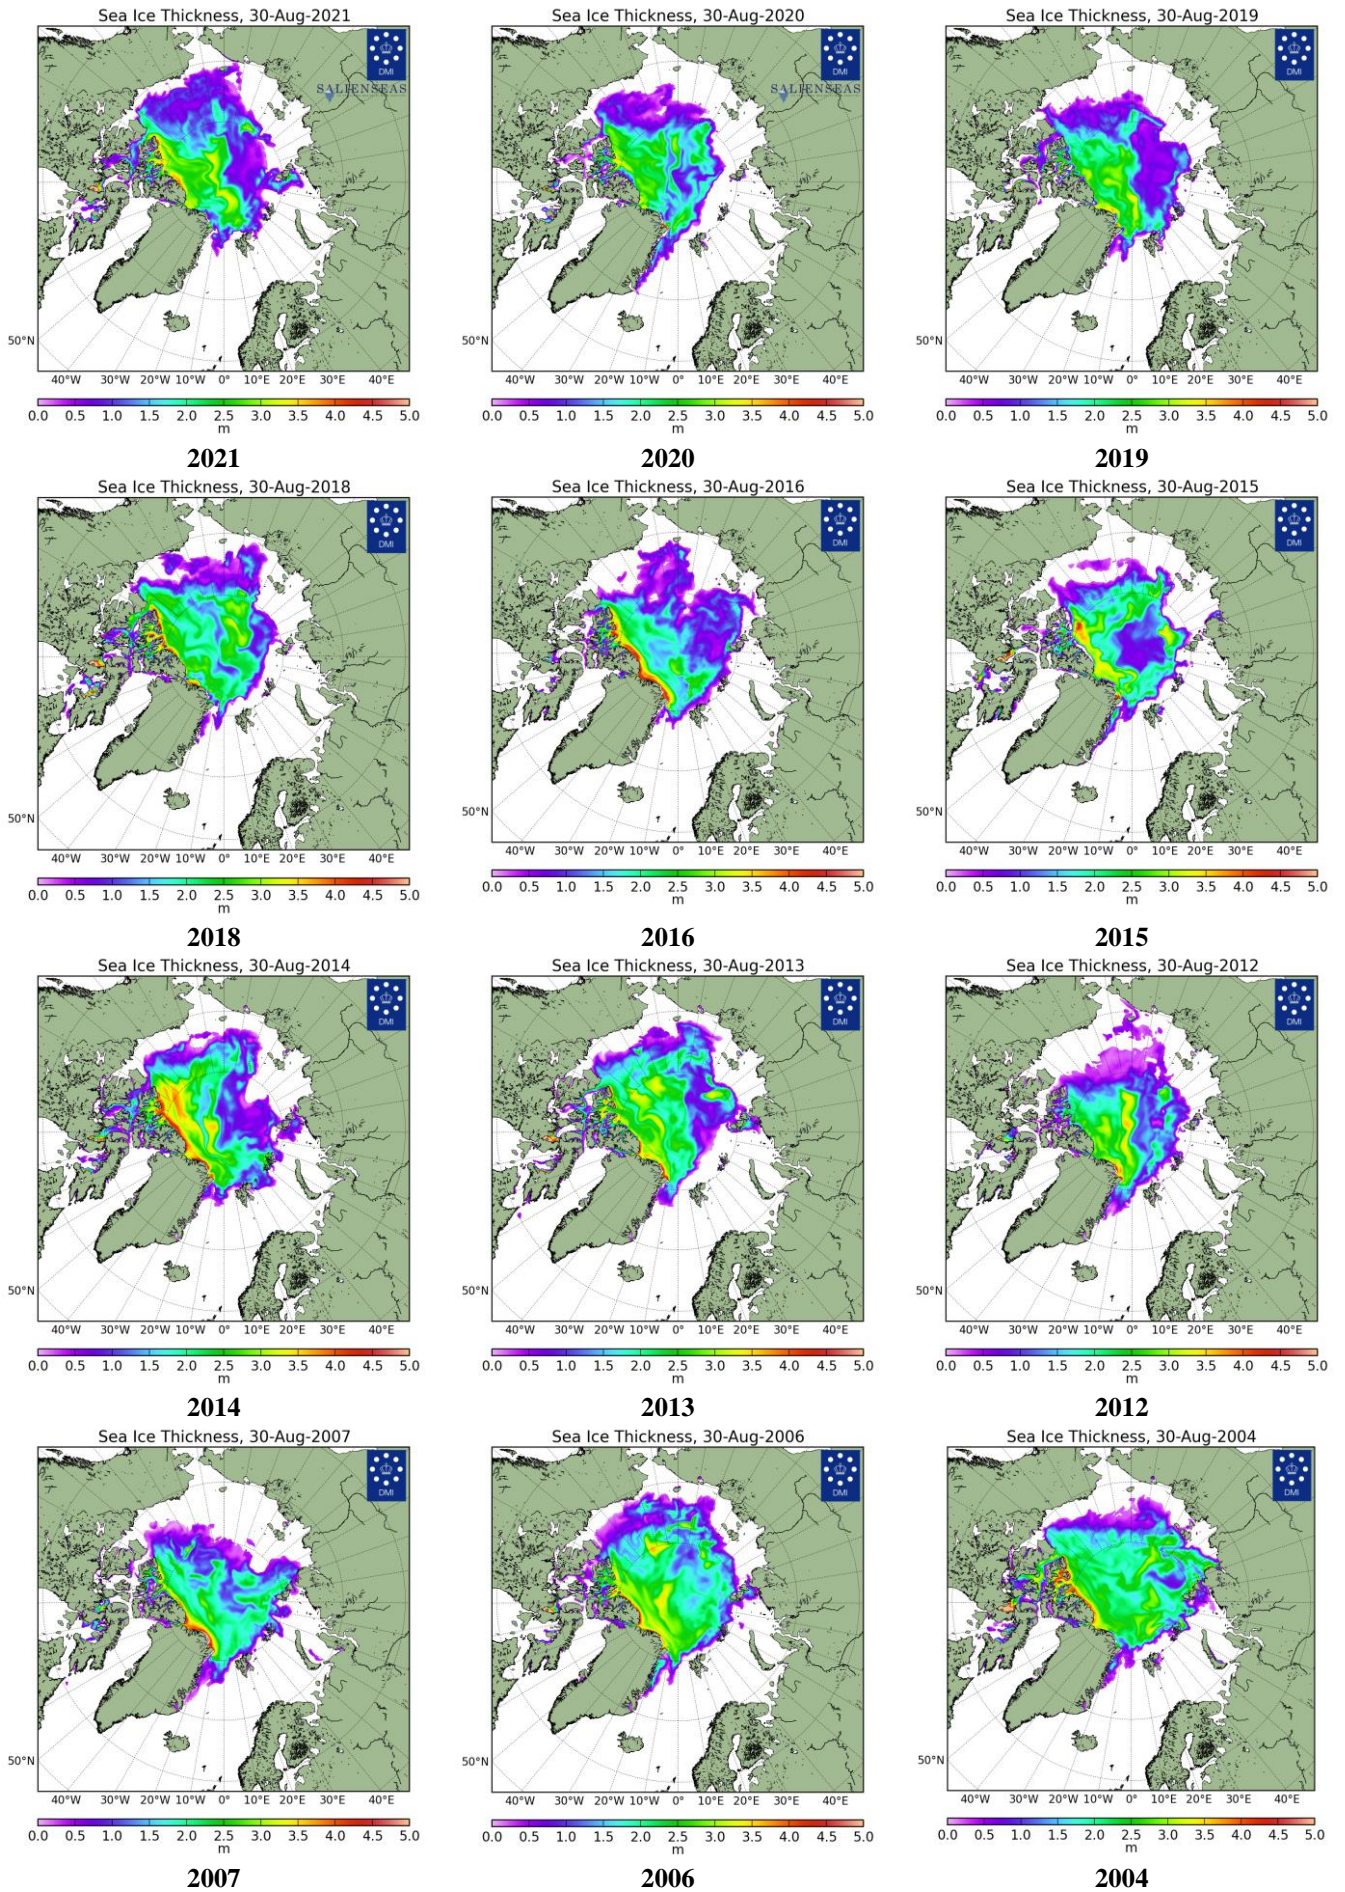 Sea Ice Thickness, 30-Aug-2021
DMI
SALIENSEAS
50°N
40°W 30°W 20°W 10°W 0° 10°E 20°E 30°E 40°E
0.0 0.5 1.0 1.5 2.0 2.5 3.0 3.5 4.0 4.5 5.0
m
2021
Sea Ice Thickness, 30-Aug-2020
DMI
SALIENSEAS
50°N
40°W 30°W 20°W 10°W 0° 10°E 20°E 30°E 40°E
0.0 0.5 1.0 1.5 2.0 2.5 3.0 3.5 4.0 4.5 5.0
m
2020
Sea Ice Thickness, 30-Aug-2019
DMI
50°N
40°W 30°W 20°W 10°W 0° 10°E 20°E 30°E 40°E
0.0 0.5 1.0 1.5 2.0 2.5 3.0 3.5 4.0 4.5 5.0
m
2019
Sea Ice Thickness, 30-Aug-2018
DMI
50°N
40°W 30°W 20°W 10°W 0° 10°E 20°E 30°E 40°E
0.0 0.5 1.0 1.5 2.0 2.5 3.0 3.5 4.0 4.5 5.0
m
2018
Sea Ice Thickness, 30-Aug-2016
DMI
50°N
40°W 30°W 20°W 10°W 0° 10°E 20°E 30°E 40°E
0.0 0.5 1.0 1.5 2.0 2.5 3.0 3.5 4.0 4.5 5.0
m
2016
Sea Ice Thickness, 30-Aug-2015
DMI
50°N
40°W 30°W 20°W 10°W 0° 10°E 20°E 30°E 40°E
0.0 0.5 1.0 1.5 2.0 2.5 3.0 3.5 4.0 4.5 5.0
m
2015
Sea Ice Thickness, 30-Aug-2014
DMI
50°N
40°W 30°W 20°W 10°W 0° 10°E 20°E 30°E 40°E
0.0 0.5 1.0 1.5 2.0 2.5 3.0 3.5 4.0 4.5 5.0
m
2014
Sea Ice Thickness, 30-Aug-2013
DMI
50°N
40°W 30°W 20°W 10°W 0° 10°E 20°E 30°E 40°E
0.0 0.5 1.0 1.5 2.0 2.5 3.0 3.5 4.0 4.5 5.0
m
2013
Sea Ice Thickness, 30-Aug-2012
DMI
50°N
40°W 30°W 20°W 10°W 0° 10°E 20°E 30°E 40°E
0.0 0.5 1.0 1.5 2.0 2.5 3.0 3.5 4.0 4.5 5.0
m
2012
Sea Ice Thickness, 30-Aug-2007
DMI
50°N
40°W 30°W 20°W 10°W 0° 10°E 20°E 30°E 40°E
0.0 0.5 1.0 1.5 2.0 2.5 3.0 3.5 4.0 4.5 5.0
m
2007
Sea Ice Thickness, 30-Aug-2006
DMI
50°N
40°W 30°W 20°W 10°W 0° 10°E 20°E 30°E 40°E
0.0 0.5 1.0 1.5 2.0 2.5 3.0 3.5 4.0 4.5 5.0
m
2006
Sea Ice Thickness, 30-Aug-2004
DMI
50°N
40°W 30°W 20°W 10°W 0° 10°E 20°E 30°E 40°E
0.0 0.5 1.0 1.5 2.0 2.5 3.0 3.5 4.0 4.5 5.0
m
2004